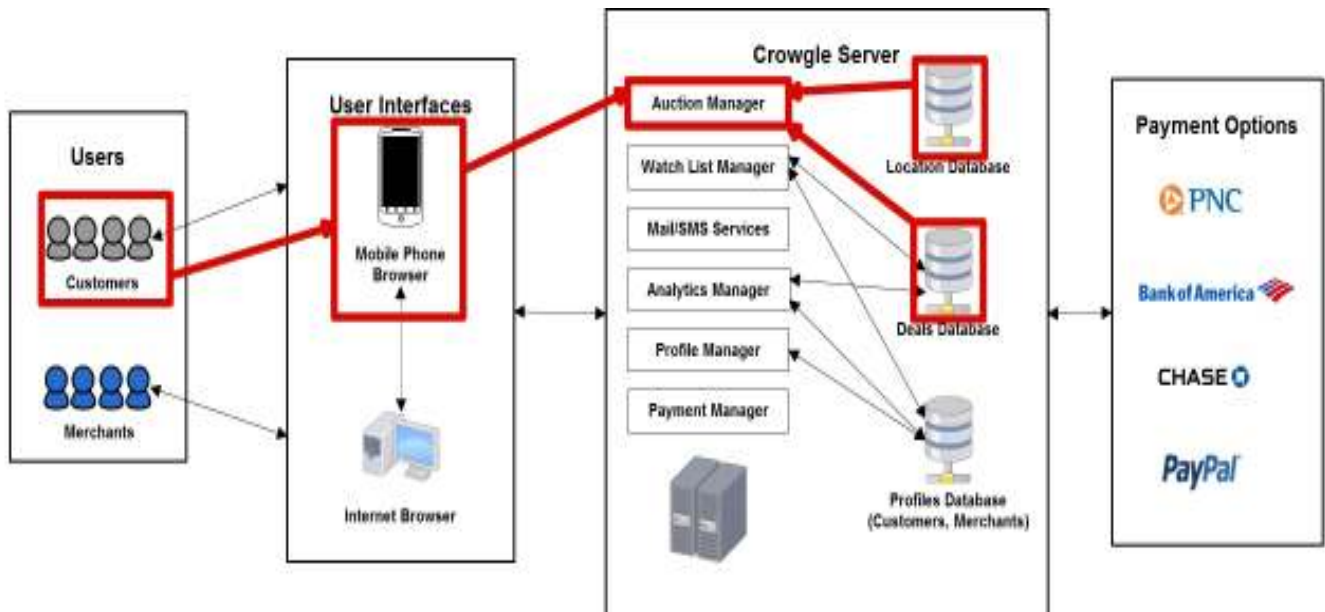 Users
Customers
Merchants
User Interfaces
Mobile Phone
Browser
Internet Browser
Crowgle Server
Auction Manager
Watch List Manager
Mail/SMS Services
Analytics Manager
Profile Manager
Payment Manager
Location Database
Deals Database
Profiles Database
(Customers, Merchants)
Payment Options
PNC
Bank of America
CHASE
PayPal